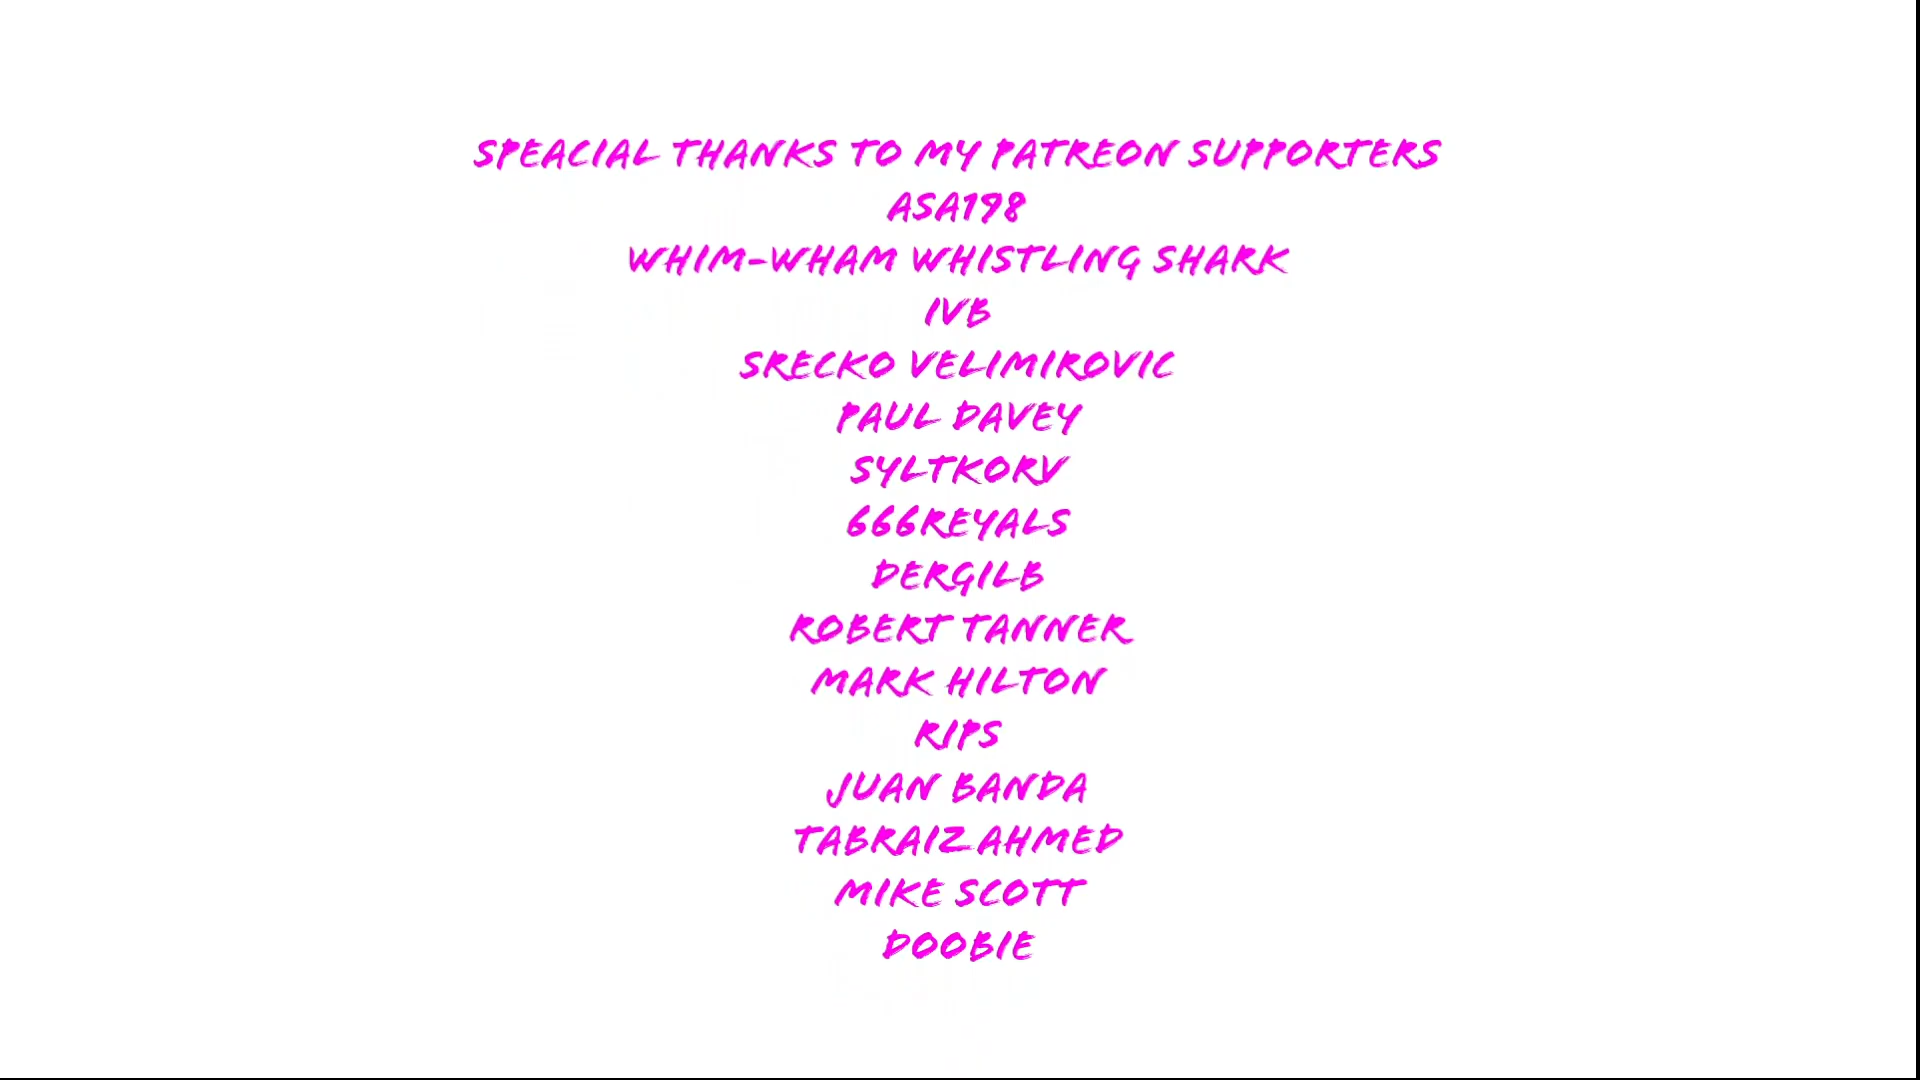 SPEACIAL THANKS TO MY PATREON SUPPORTERS
ASA198
WHIM-WHAM WHISTLING SHARK
IVB
SRECKO VELIMIROVIC
PAUL DAVEY
SYLTKORV
666REYALS
DERGILB
ROBERT TANNER
MARK HILTON
RIPS
JUAN BANDA
TABRAIZ AHMED
MIKE SCOTT
DOOBIE